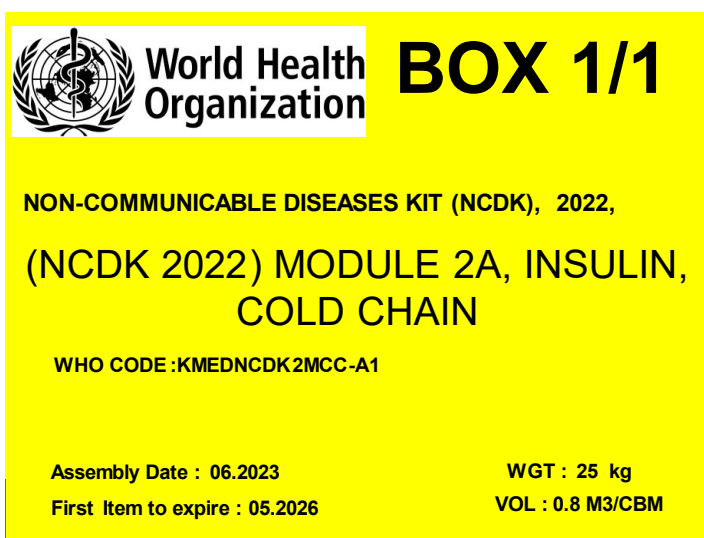 World Health
Organization
BOX 1/1
NON-COMMUNICABLE DISEASES KIT (NCDK), 2022,
(NCDK 2022) MODULE 2A, INSULIN,
COLD CHAIN
WHO CODE :KMEDNCDK2MCC-A1
Assembly Date : 06.2023
WGT : 25 kg
First Item to expire : 05.2026
VOL : 0.8 M3/CBM